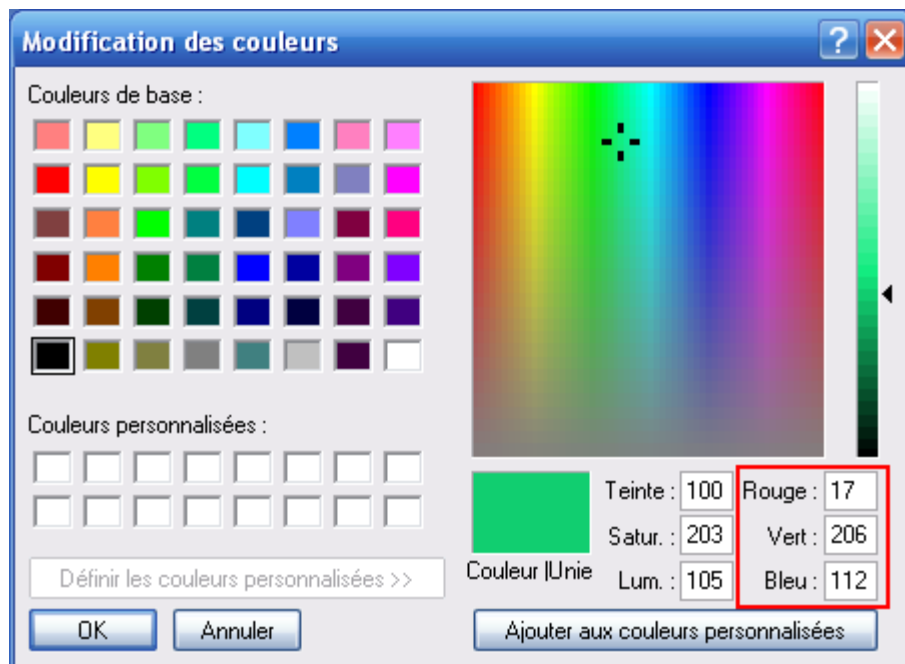 Modification des couleurs
Couleurs de base :
Couleurs personnalisées :
Définir les couleurs personnalisées >>
OK
Annuler
Couleur |Unie
Teinte : 100
Satur. : 203
Lum. : 105
Rouge : 17
Vert : 206
Bleu : 112
Ajouter aux couleurs personnalisées